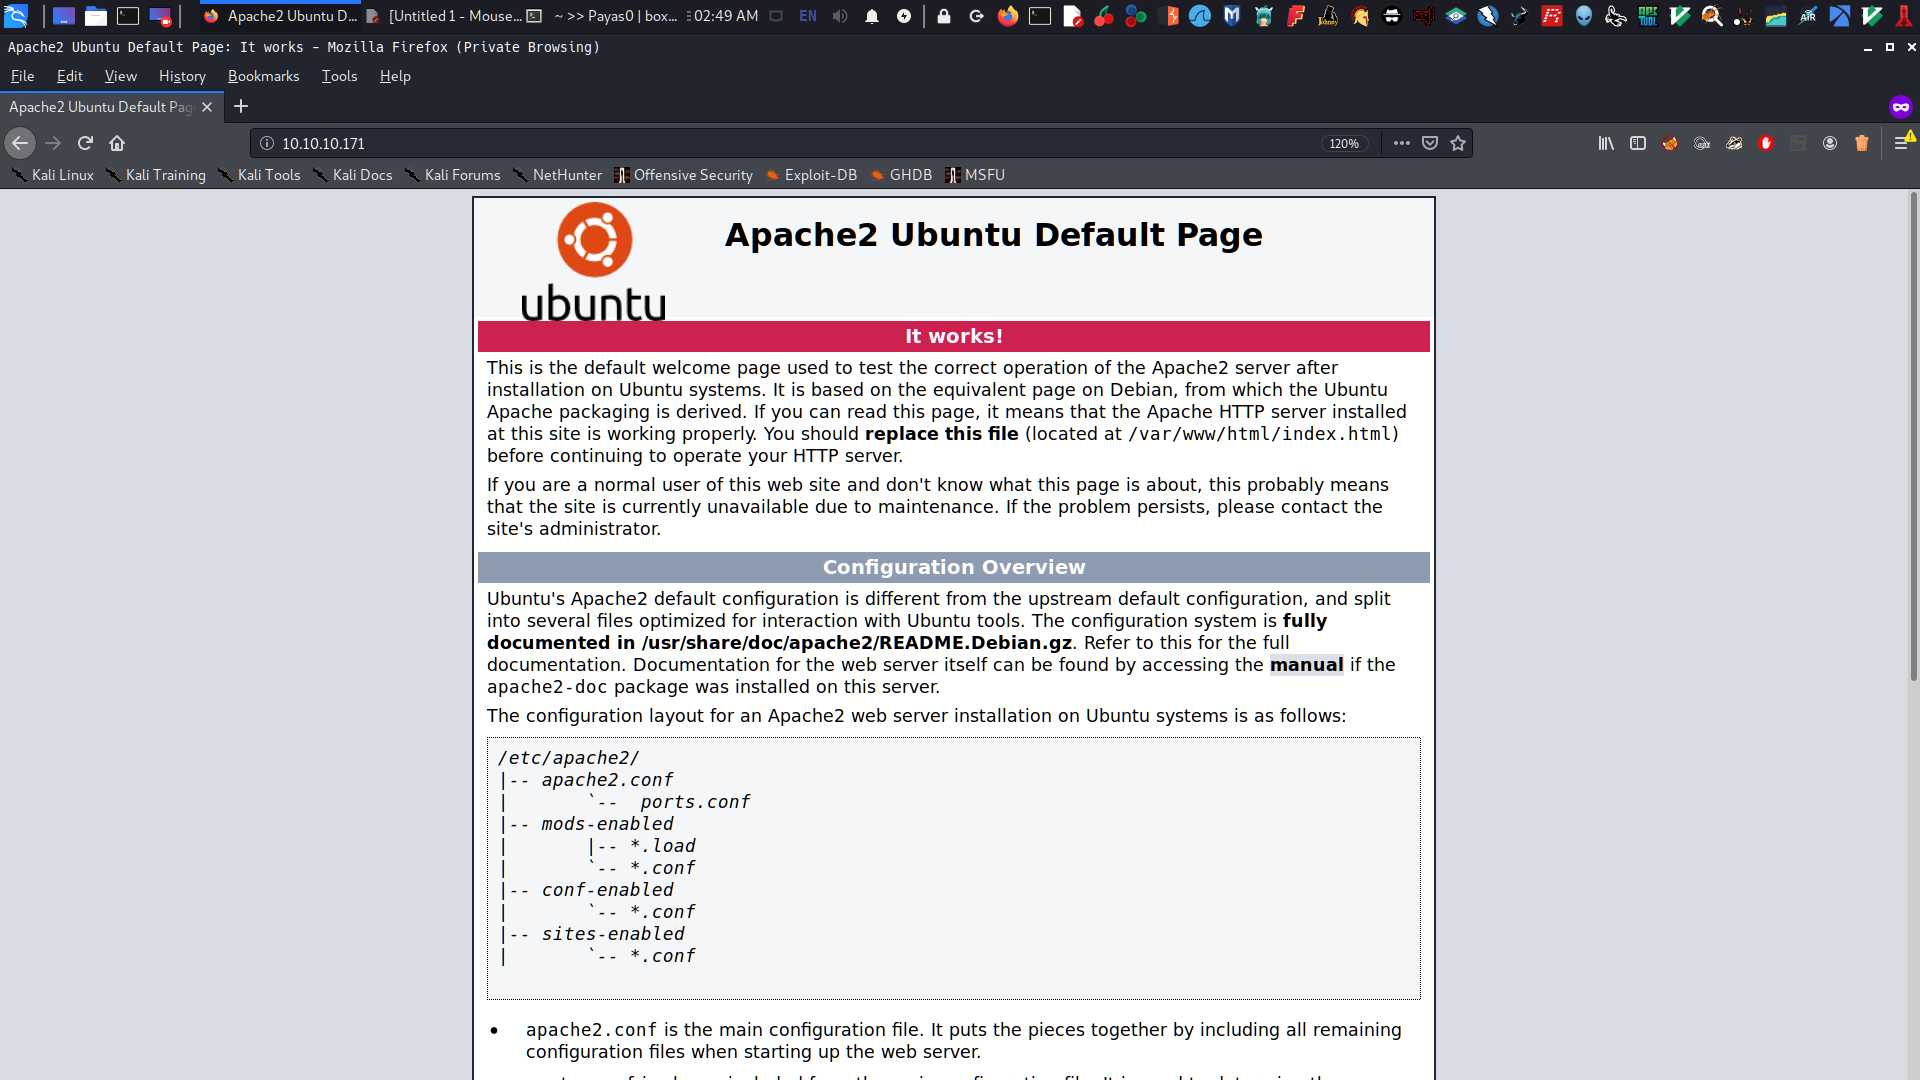 Apache2 Ubuntu D... [Untitled 1 - Mouse... ~ >> Payas0 | box... 02:49 AM EN
Apache2 Ubuntu Default Page: It works - Mozilla Firefox (Private Browsing)
File Edit View History Bookmarks Tools Help
Apache2 Ubuntu Default Pag
10.10.10.171 120%
Kali Linux Kali Training Kali Tools Kali Docs Kali Forums NetHunter Offensive Security Exploit-DB GHDB MSFU
ubuntu
Apache2 Ubuntu Default Page
It works!
This is the default welcome page used to test the correct operation of the Apache2 server after
installation on Ubuntu systems. It is based on the equivalent page on Debian, from which the Ubuntu
Apache packaging is derived. If you can read this page, it means that the Apache HTTP server installed
at this site is working properly. You should replace this file (located at /var/www/html/index.html)
before continuing to operate your HTTP server.
If you are a normal user of this web site and don't know what this page is about, this probably means
that the site is currently unavailable due to maintenance. If the problem persists, please contact the
site's administrator.
Configuration Overview
Ubuntu's Apache2 default configuration is different from the upstream default configuration, and split
into several files optimized for interaction with Ubuntu tools. The configuration system is fully
documented in /usr/share/doc/apache2/README.Debian.gz. Refer to this for the full
documentation. Documentation for the web server itself can be found by accessing the manual if the
apache2-doc package was installed on this server.
The configuration layout for an Apache2 web server installation on Ubuntu systems is as follows:
/etc/apache2/
|-- apache2.conf
|       `--  ports.conf
|-- mods-enabled
|       |-- *.load
|       `-- *.conf
|-- conf-enabled
|       `-- *.conf
|-- sites-enabled
|       `-- *.conf
• apache2.conf is the main configuration file. It puts the pieces together by including all remaining
configuration files when starting up the web server.